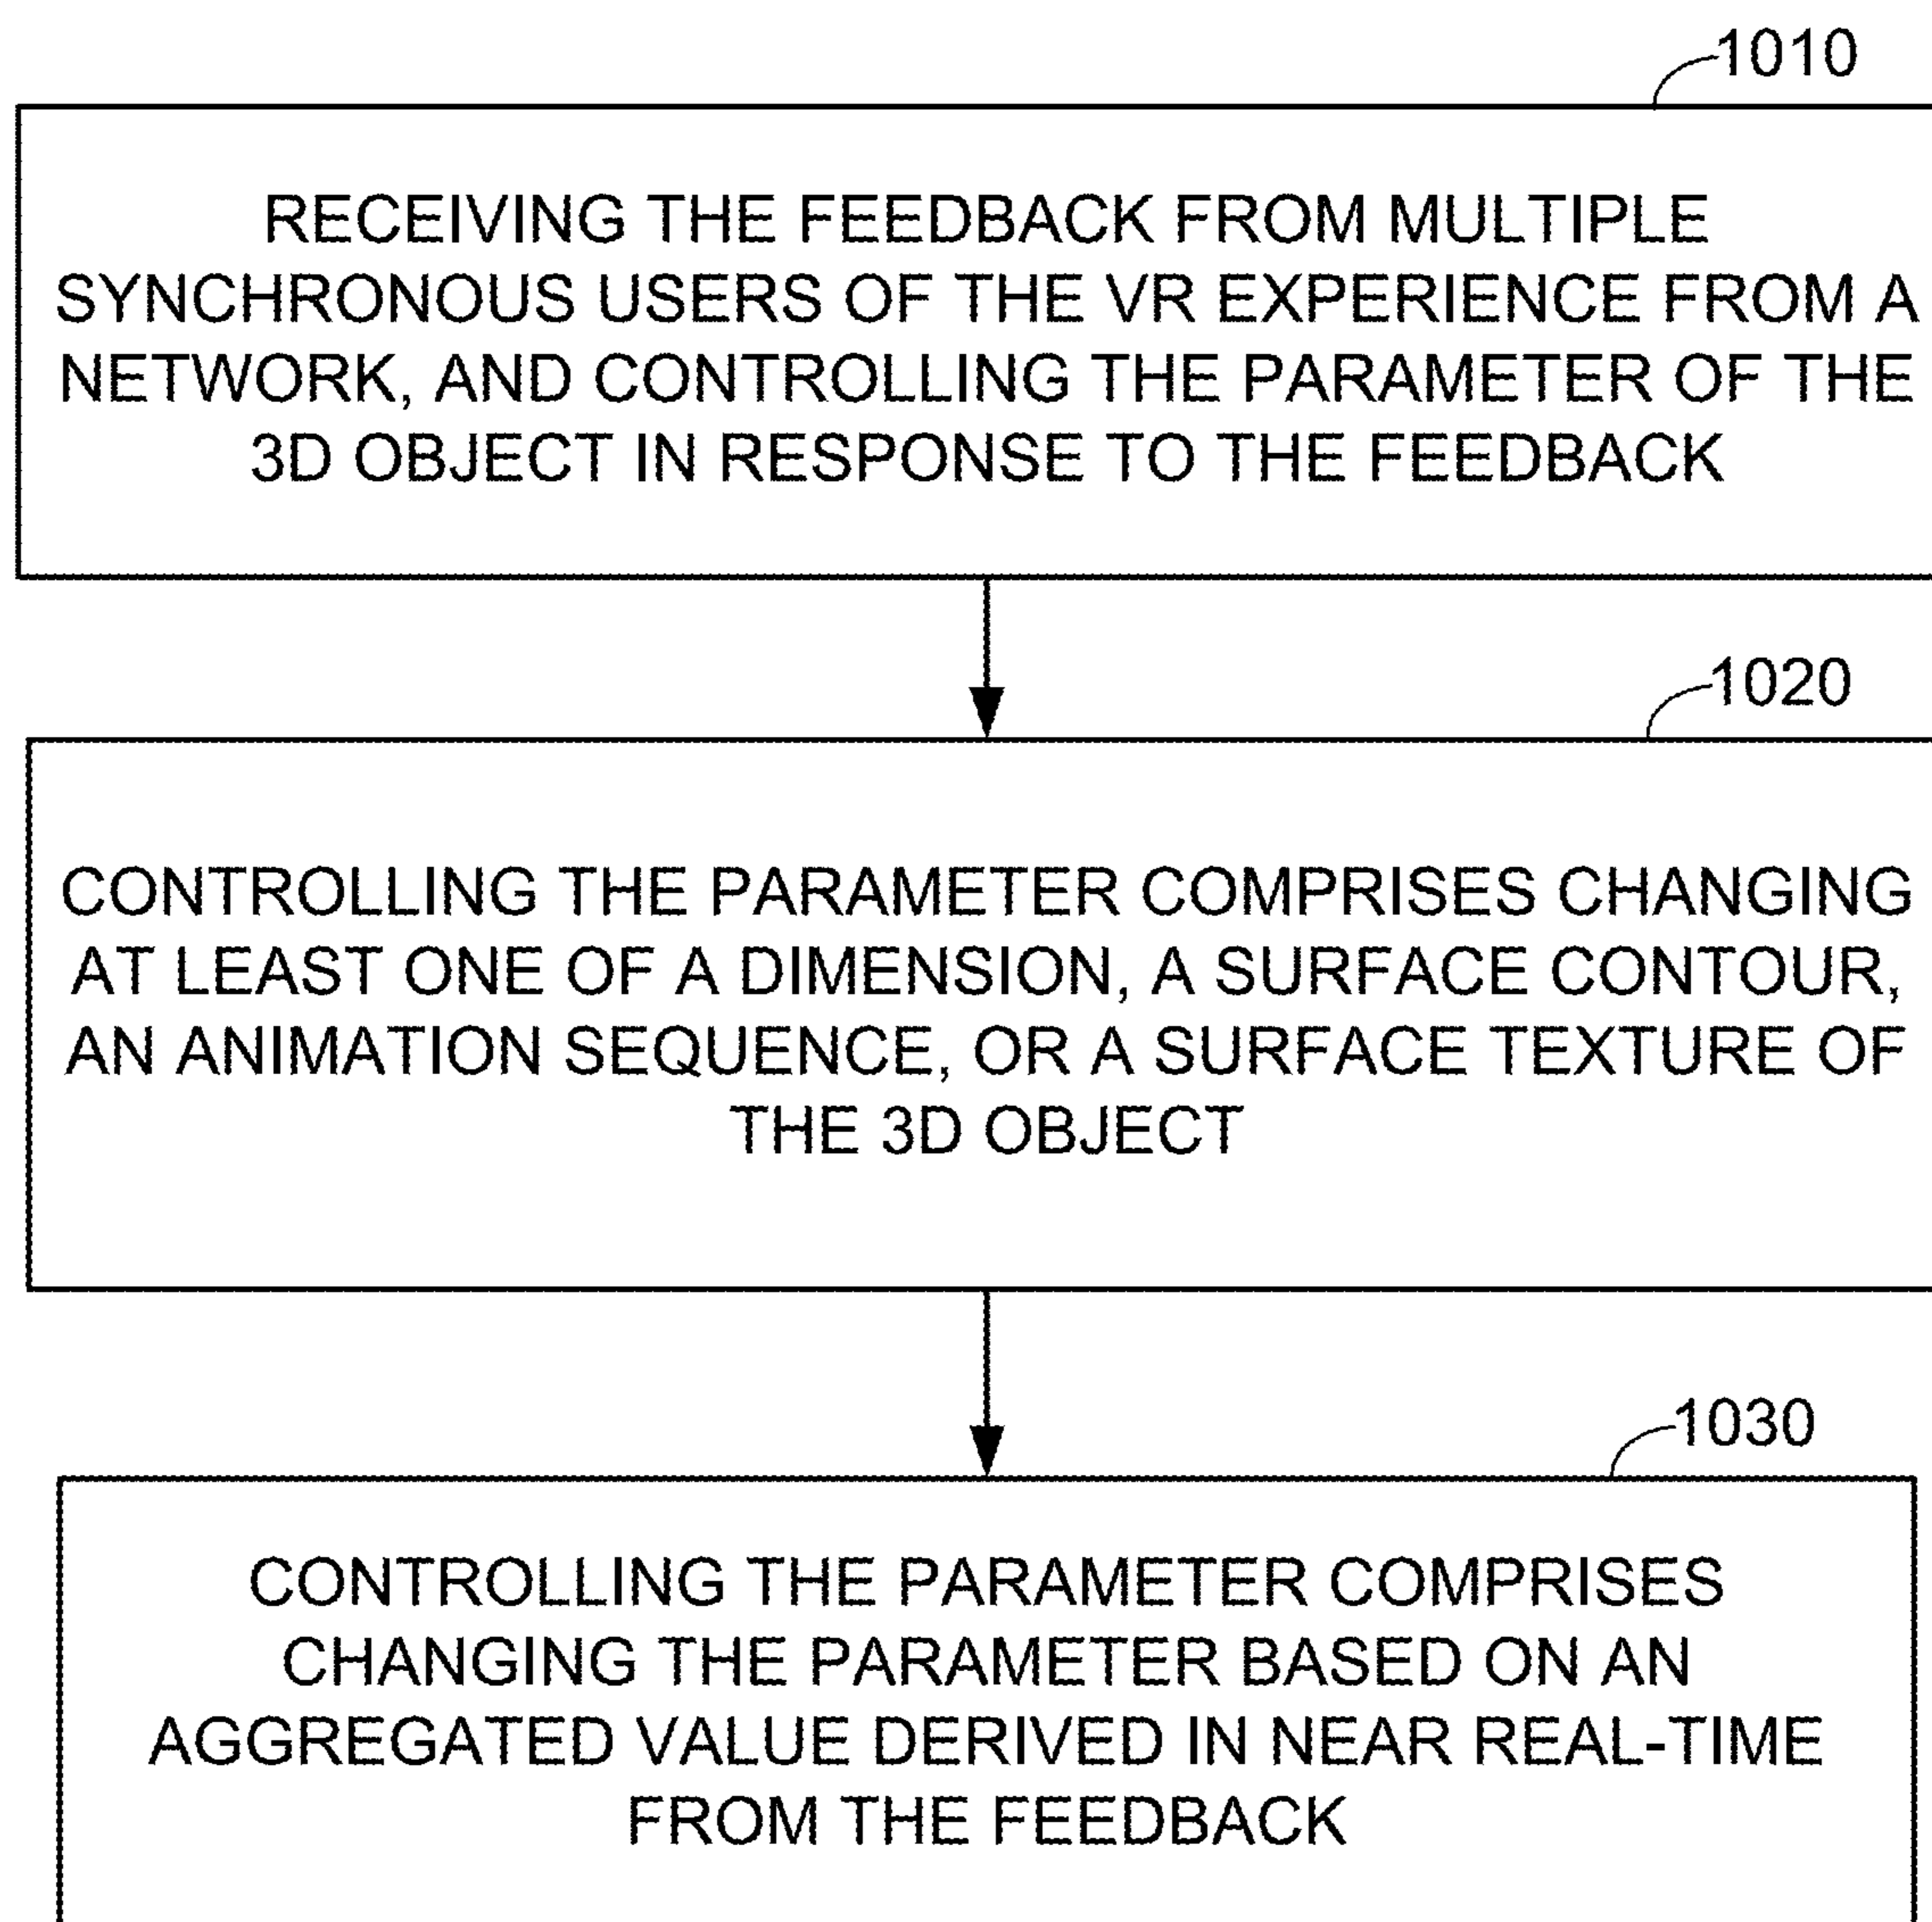 1010
RECEIVING THE FEEDBACK FROM MULTIPLE
SYNCHRONOUS USERS OF THE VR EXPERIENCE FROM A
NETWORK, AND CONTROLLING THE PARAMETER OF THE
3D OBJECT IN RESPONSE TO THE FEEDBACK
1020
CONTROLLING THE PARAMETER COMPRISES CHANGING
AT LEAST ONE OF A DIMENSION, A SURFACE CONTOUR,
AN ANIMATION SEQUENCE, OR A SURFACE TEXTURE OF
THE 3D OBJECT
1030
CONTROLLING THE PARAMETER COMPRISES
CHANGING THE PARAMETER BASED ON AN
AGGREGATED VALUE DERIVED IN NEAR REAL-TIME
FROM THE FEEDBACK